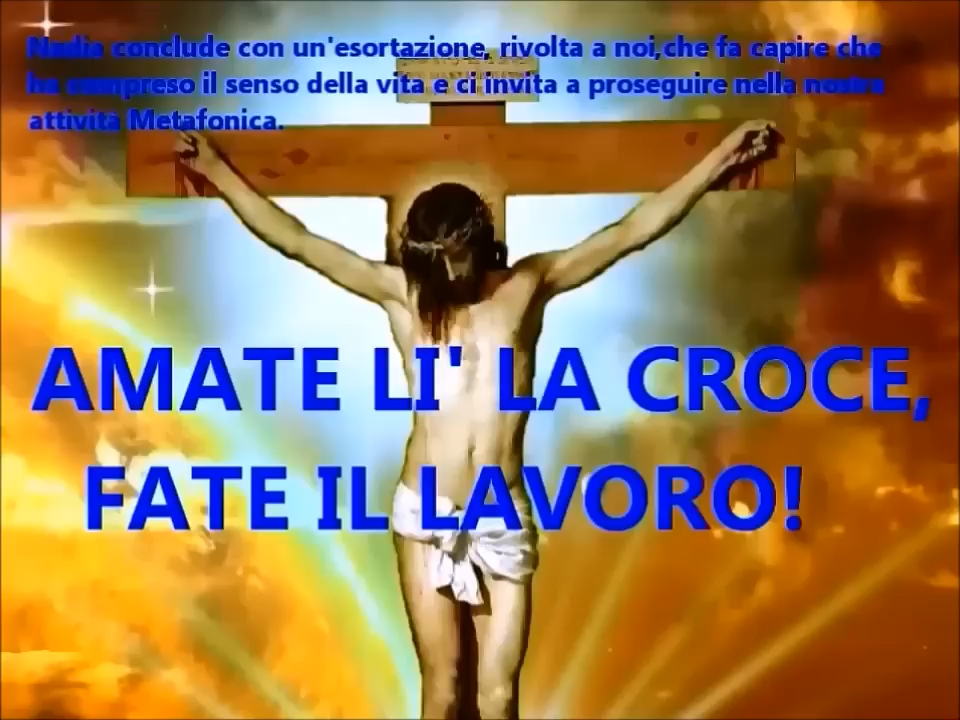 Nadia conclude con un'esortazione, rivolta a noi,che fa capire che
ha compreso il senso della vita e ci invita a proseguire nella nostra
attività Metafonica.
AMATE LI' LA CROCE,
FATE IL LAVORO!